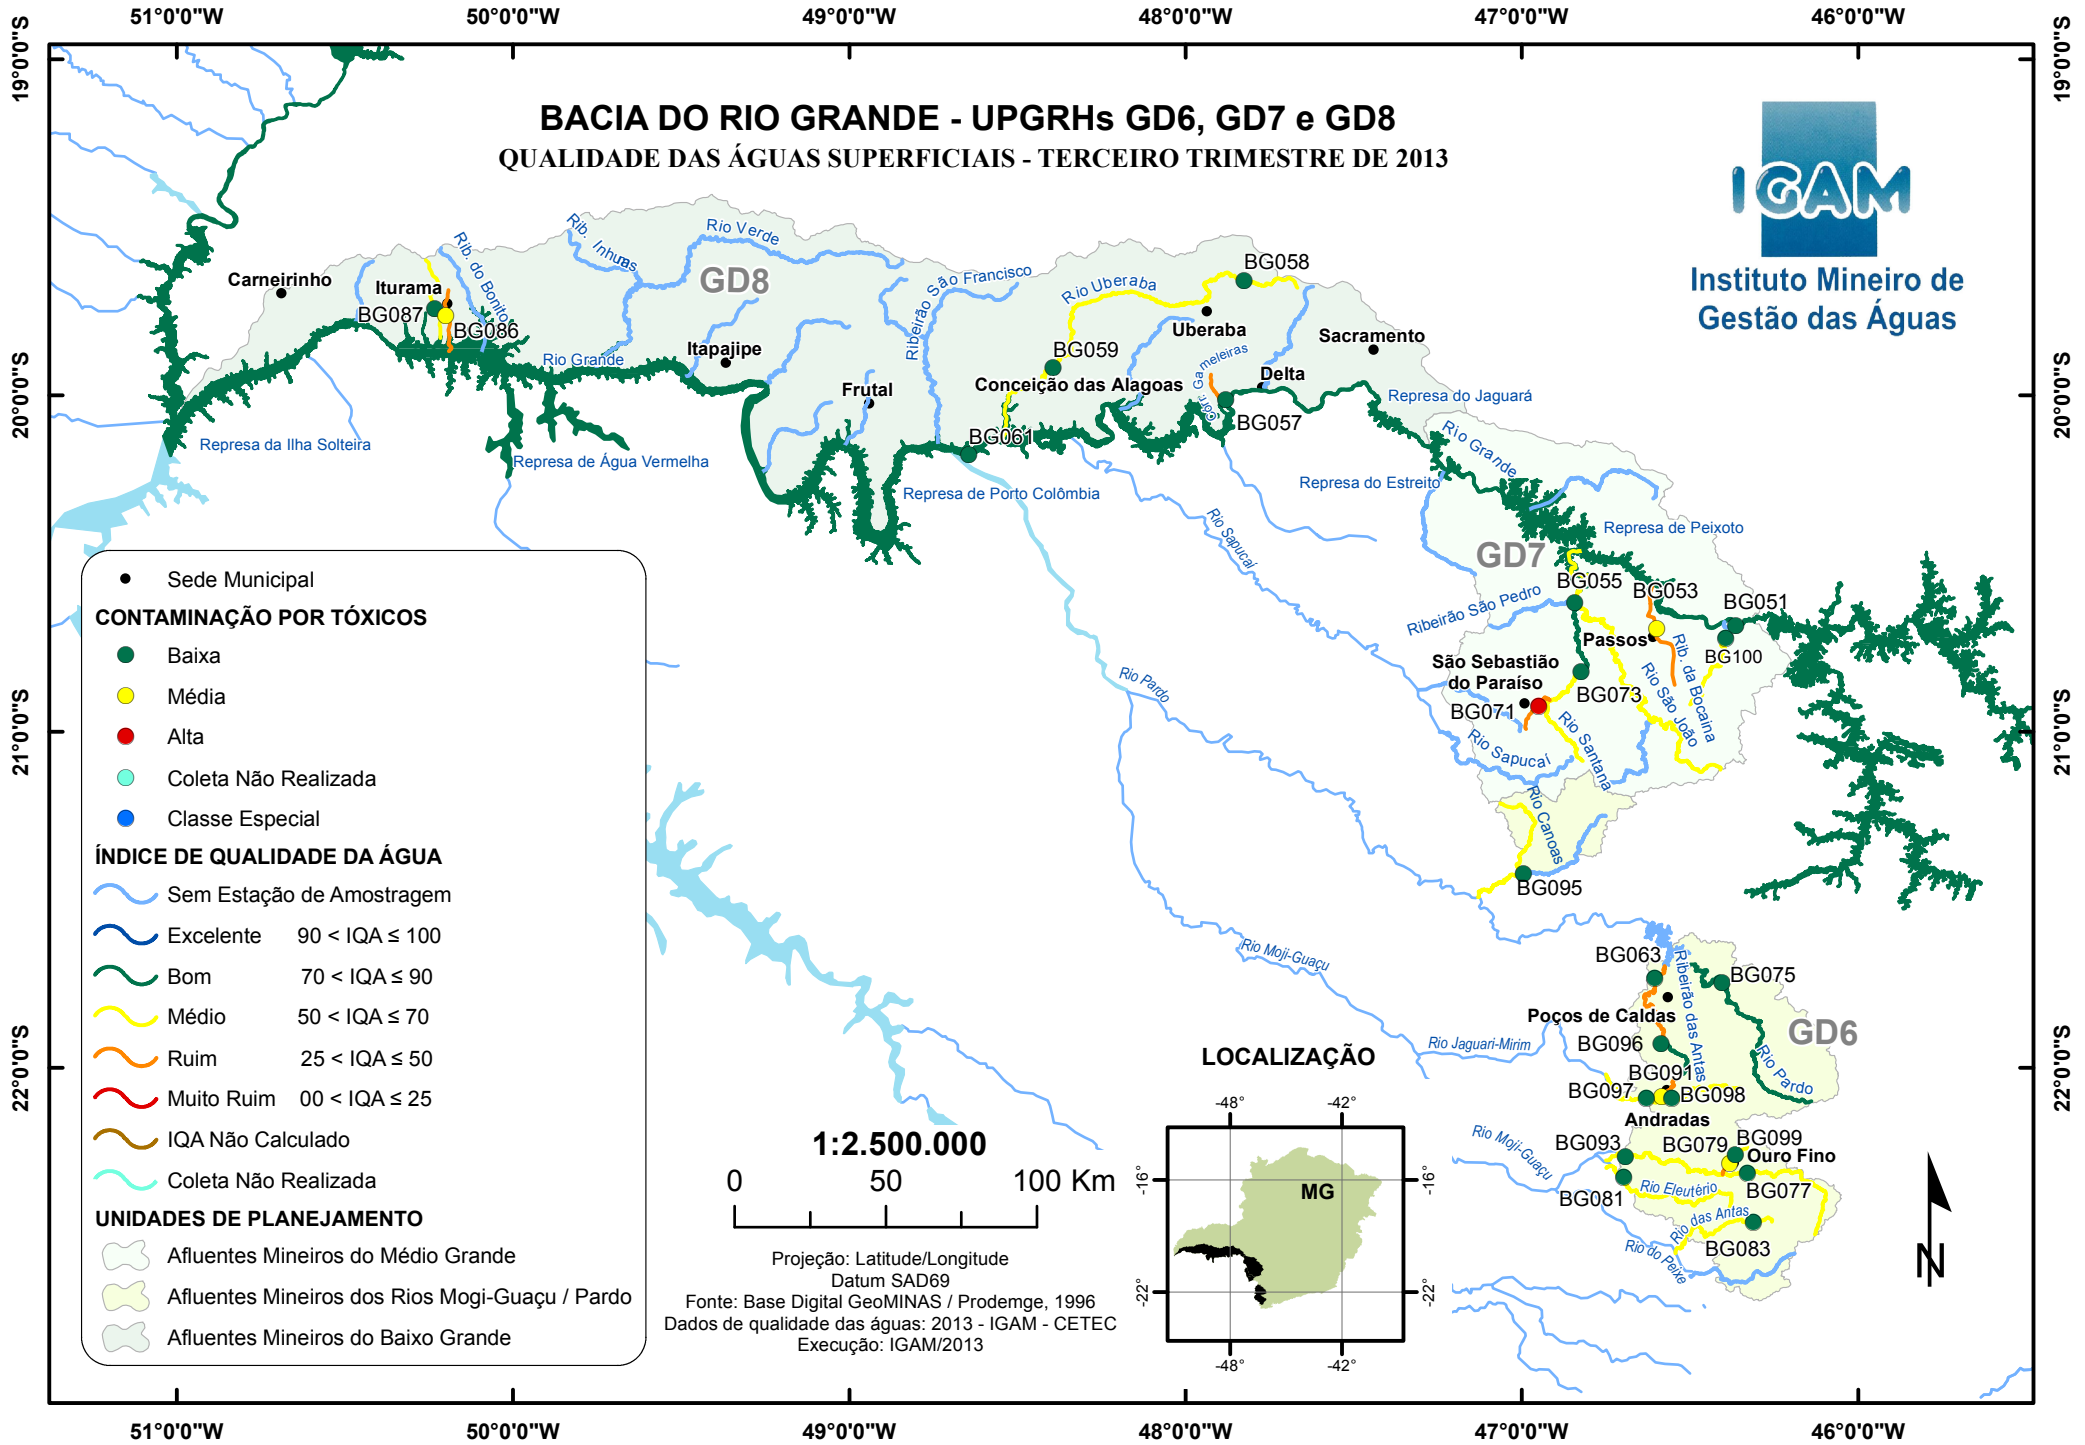 51°0'0"W
50°0'0"W
49°0'0"W
48°0'0"W
47°0'0"W
46°0'0"W
19°0'0"S
19°0'0"S
20°0'0"S
20°0'0"S
21°0'0"S
21°0'0"S
22°0'0"S
22°0'0"S
BACIA DO RIO GRANDE - UPGRHs GD6, GD7 e GD8
QUALIDADE DAS ÁGUAS SUPERFICIAIS - TERCEIRO TRIMESTRE DE 2013
IGAM
Instituto Mineiro de
Gestão das Águas
Carneirinho
Iturama
BG087
BG086
Rib. do Bonito
Rib. Inhumas
Rio Verde
GD8
Rio Grande
Itapajipe
Frutal
Ribeirão São Francisco
Rio Uberaba
BG058
Uberaba
BG059
Conceição das Alagoas
Córr. Gameleiras
Delta
Sacramento
BG057
BG061
Represa do Jaguará
Represa da Ilha Solteira
Represa de Água Vermelha
Represa de Porto Colômbia
Represa do Estreito
Rio Grande
Represa de Peixoto
GD7
Rio Sapucaí
BG055
BG053
BG051
Ribeirão São Pedro
Passos
BG100
São Sebastião
do Paraíso
BG073
BG071
Rib. da Bocaina
Rio São João
Rio Santana
Rio Sapucaí
Rio Pardo
Rio Canoas
BG095
Rio Moji-Guaçu
BG063
BG075
Ribeirão das Antas
Poços de Caldas
GD6
BG096
Rio Pardo
Rio Jaguari-Mirim
BG091
BG097
BG098
Andradas
Rio Moji-Guaçu
BG093
BG079
BG099
Ouro Fino
BG081
Rio Eleutério
BG077
Rio das Antas
BG083
Rio do Peixe
Sede Municipal
CONTAMINAÇÃO POR TÓXICOS
Baixa
Média
Alta
Coleta Não Realizada
Classe Especial
ÍNDICE DE QUALIDADE DA ÁGUA
Sem Estação de Amostragem
Excelente 90 < IQA ≤ 100
Bom 70 < IQA ≤ 90
Médio 50 < IQA ≤ 70
Ruim 25 < IQA ≤ 50
Muito Ruim 00 < IQA ≤ 25
IQA Não Calculado
Coleta Não Realizada
UNIDADES DE PLANEJAMENTO
Afluentes Mineiros do Médio Grande
Afluentes Mineiros dos Rios Mogi-Guaçu / Pardo
Afluentes Mineiros do Baixo Grande
1:2.500.000
0 50 100 Km
Projeção: Latitude/Longitude
Datum SAD69
Fonte: Base Digital GeoMINAS / Prodemge, 1996
Dados de qualidade das águas: 2013 - IGAM - CETEC
Execução: IGAM/2013
LOCALIZAÇÃO
-48° -42°
-16° MG -16°
-22° -22°
-48° -42°
N
51°0'0"W
50°0'0"W
49°0'0"W
48°0'0"W
47°0'0"W
46°0'0"W